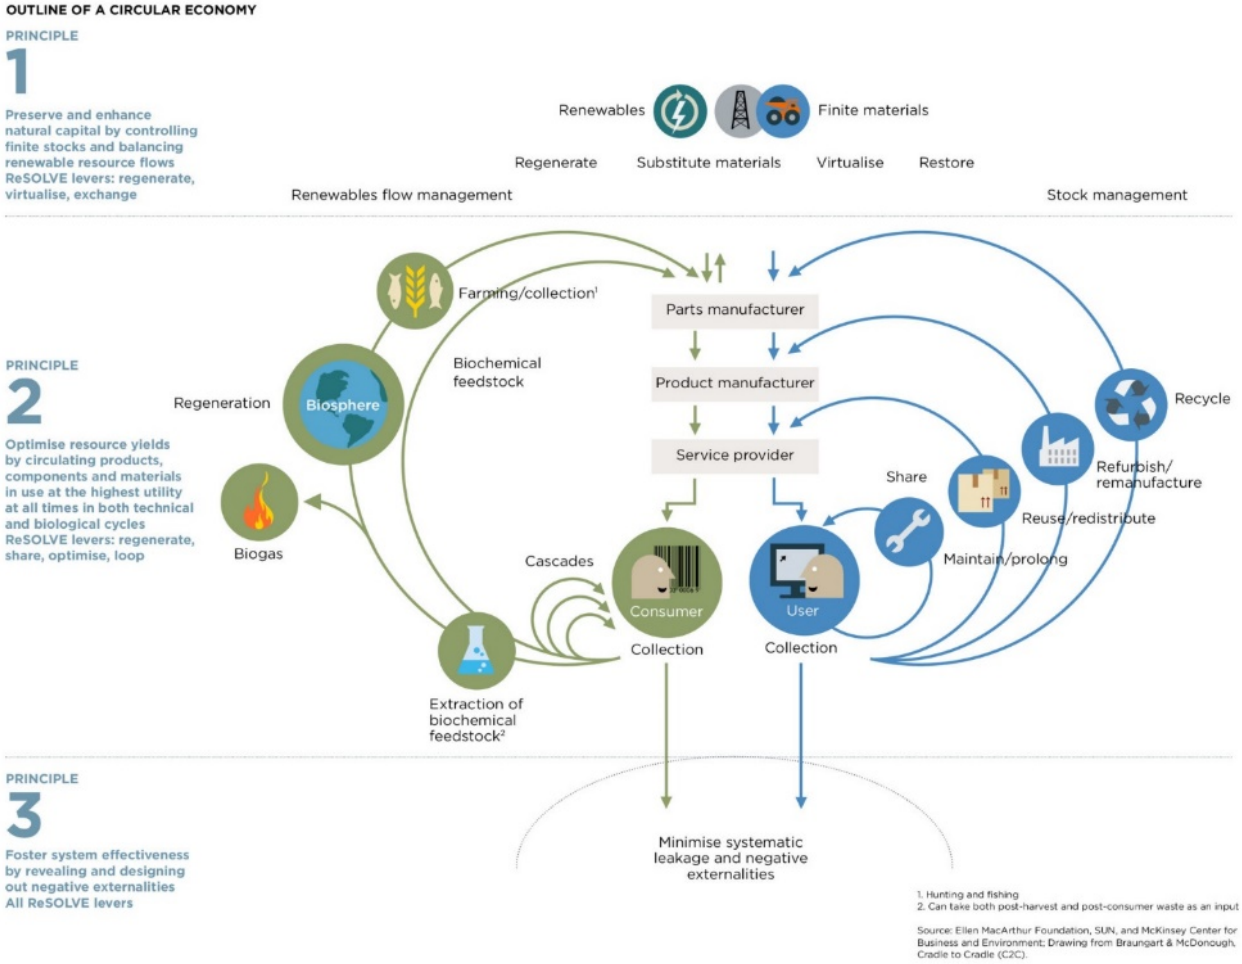 OUTLINE OF A CIRCULAR ECONOMY
PRINCIPLE
1
Preserve and enhance
natural capital by controlling
finite stocks and balancing
renewable resource flows
ReSOLVE levers: regenerate,
virtualise, exchange
Renewables
Finite materials
Regenerate
Substitute materials
Virtualise
Restore
Renewables flow management
Stock management
PRINCIPLE
2
Optimise resource yields
by circulating products,
components and materials
in use at the highest utility
at all times in both technical
and biological cycles
ReSOLVE levers: regenerate,
share, optimise, loop
Farming/collection¹
Biochemical
feedstock
Regeneration
Biosphere
Biogas
Cascades
Extraction of
biochemical
feedstock²
Parts manufacturer
Product manufacturer
Service provider
Consumer
Collection
User
Collection
Share
Maintain/prolong
Reuse/redistribute
Refurbish/
remanufacture
Recycle
PRINCIPLE
3
Foster system effectiveness
by revealing and designing
out negative externalities
All ReSOLVE levers
Minimise systematic
leakage and negative
externalities
1. Hunting and fishing
2. Can take both post-harvest and post-consumer waste as an input
Source: Ellen MacArthur Foundation, SUN, and McKinsey Center for
Business and Environment; Drawing from Braungart & McDonough,
Cradle to Cradle (C2C).